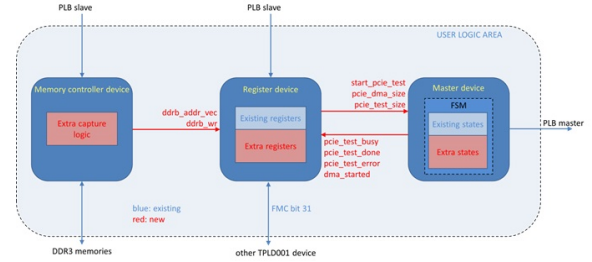 PLB slave
PLB slave
USER LOGIC AREA
Memory controller device
Extra capture
logic
ddrb_addr_vec
ddrb_wr
Register device
Existing registers
Extra registers
start_pcie_test
pcie_dma_size
pcie_test_size
pcie_test_busy
pcie_test_done
pcie_test_error
dma_started
Master device
FSM
Existing states
Extra states
PLB master
blue: existing
red: new
FMC bit 31
DDR3 memories
other TPLD001 device